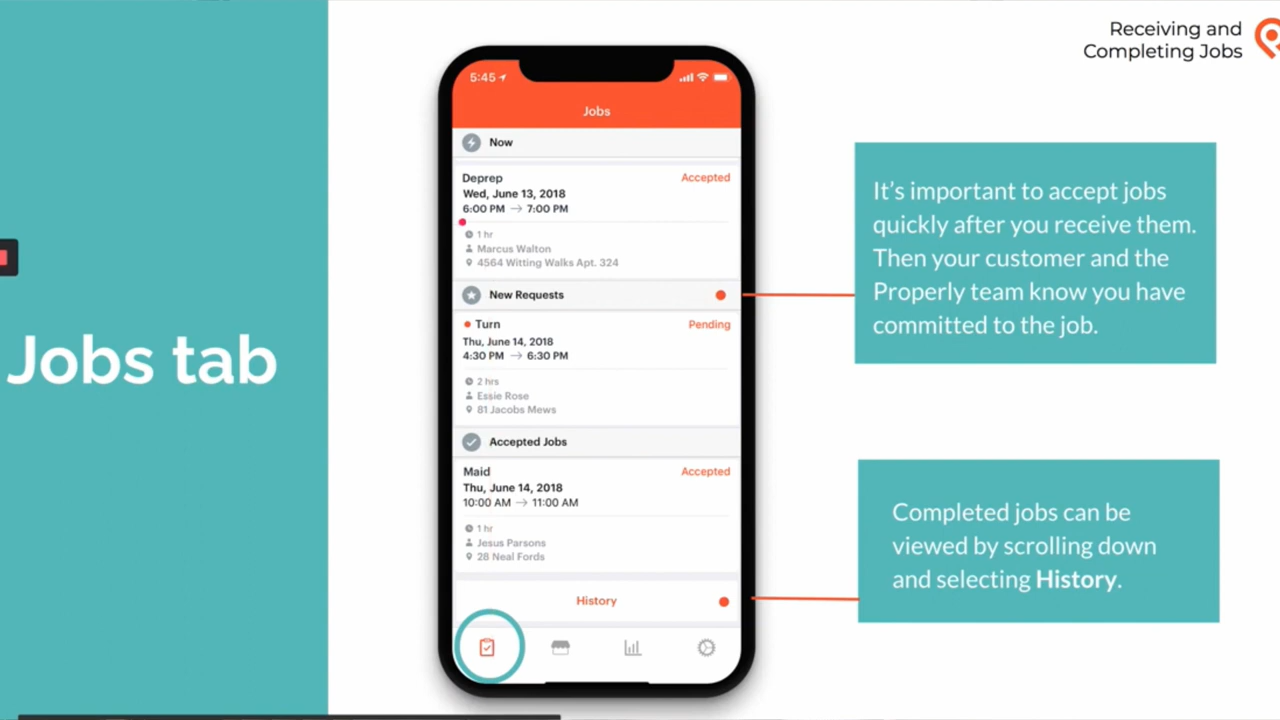 Receiving and
Completing Jobs
Jobs tab
5:45
Jobs
Now
Deprep
Accepted
Wed, June 13, 2018
6:00 PM → 7:00 PM
1 hr
Marcus Walton
4564 Witting Walks Apt. 324
New Requests
Turn
Pending
Thu, June 14, 2018
4:30 PM → 6:30 PM
2 hrs
Essie Rose
81 Jacobs Mews
Accepted Jobs
Maid
Accepted
Thu, June 14, 2018
10:00 AM → 11:00 AM
1 hr
Jesus Parsons
28 Neal Fords
History
It's important to accept jobs
quickly after you receive them.
Then your customer and the
Properly team know you have
committed to the job.
Completed jobs can be
viewed by scrolling down
and selecting History.